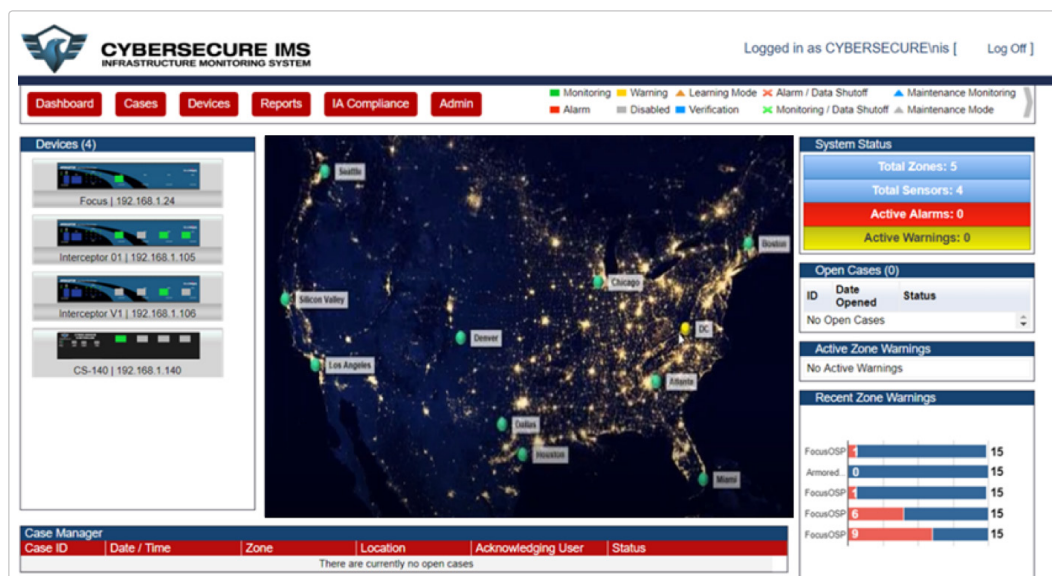 CYBERSECURE IMS
INFRASTRUCTURE MONITORING SYSTEM
Logged in as CYBERSECURE\nis [ Log Off ]
Dashboard Cases Devices Reports IA Compliance Admin
Monitoring Warning Learning Mode Alarm / Data Shutoff Maintenance Monitoring
Alarm Disabled Verification Monitoring / Data Shutoff Maintenance Mode
Devices (4)
Focus | 192.168.1.24
Interceptor 01 | 192.168.1.105
Interceptor V1 | 192.168.1.106
CS-140 | 192.168.1.140
Seattle
Boston
Chicago
Silicon Valley
DC
Denver
Los Angeles
Atlanta
Dallas
Houston
Miami
System Status
Total Zones: 5
Total Sensors: 4
Active Alarms: 0
Active Warnings: 0
Open Cases (0)
ID Date Opened Status
No Open Cases
Active Zone Warnings
No Active Warnings
Recent Zone Warnings
FocusOSP 1 15
Armored... 0 15
FocusOSP 1 15
FocusOSP 6 15
FocusOSP 9 15
Case Manager
Case ID Date / Time Zone Location Acknowledging User Status
There are currently no open cases